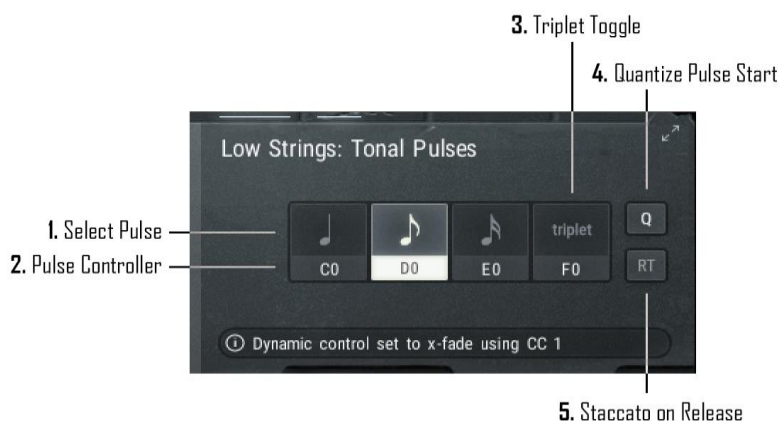 3. Triplet Toggle
4. Quantize Pulse Start
Low Strings: Tonal Pulses
1. Select Pulse
triplet
Q
2. Pulse Controller
C0
D0
E0
F0
RT
Dynamic control set to x-fade using CC 1
5. Staccato on Release